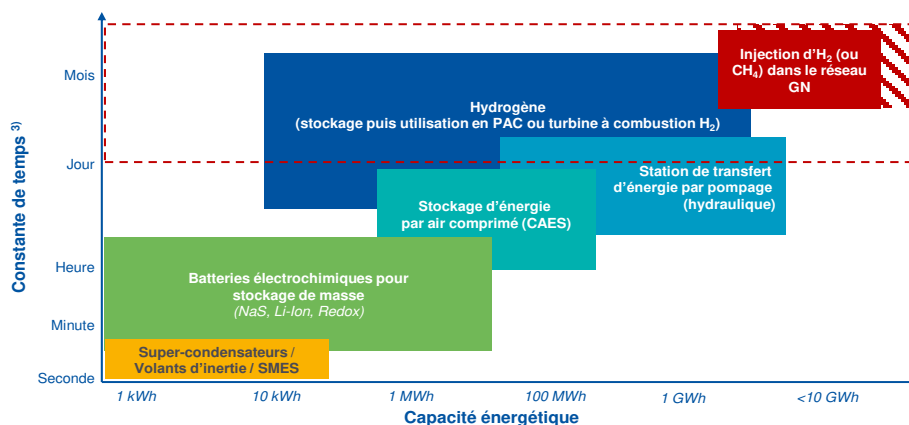 Constante de temps 3)
Mois
Jour
Heure
Minute
Seconde
Injection d'H2 (ou
CH4) dans le réseau
GN
Hydrogène
(stockage puis utilisation en PAC ou turbine à combustion H2)
Station de transfert
d'énergie par pompage
(hydraulique)
Stockage d'énergie
par air comprimé (CAES)
Batteries électrochimiques pour
stockage de masse
(NaS, Li-Ion, Redox)
Super-condensateurs /
Volants d'inertie / SMES
1 kWh
10 kWh
1 MWh
100 MWh
1 GWh
<10 GWh
Capacité énergétique